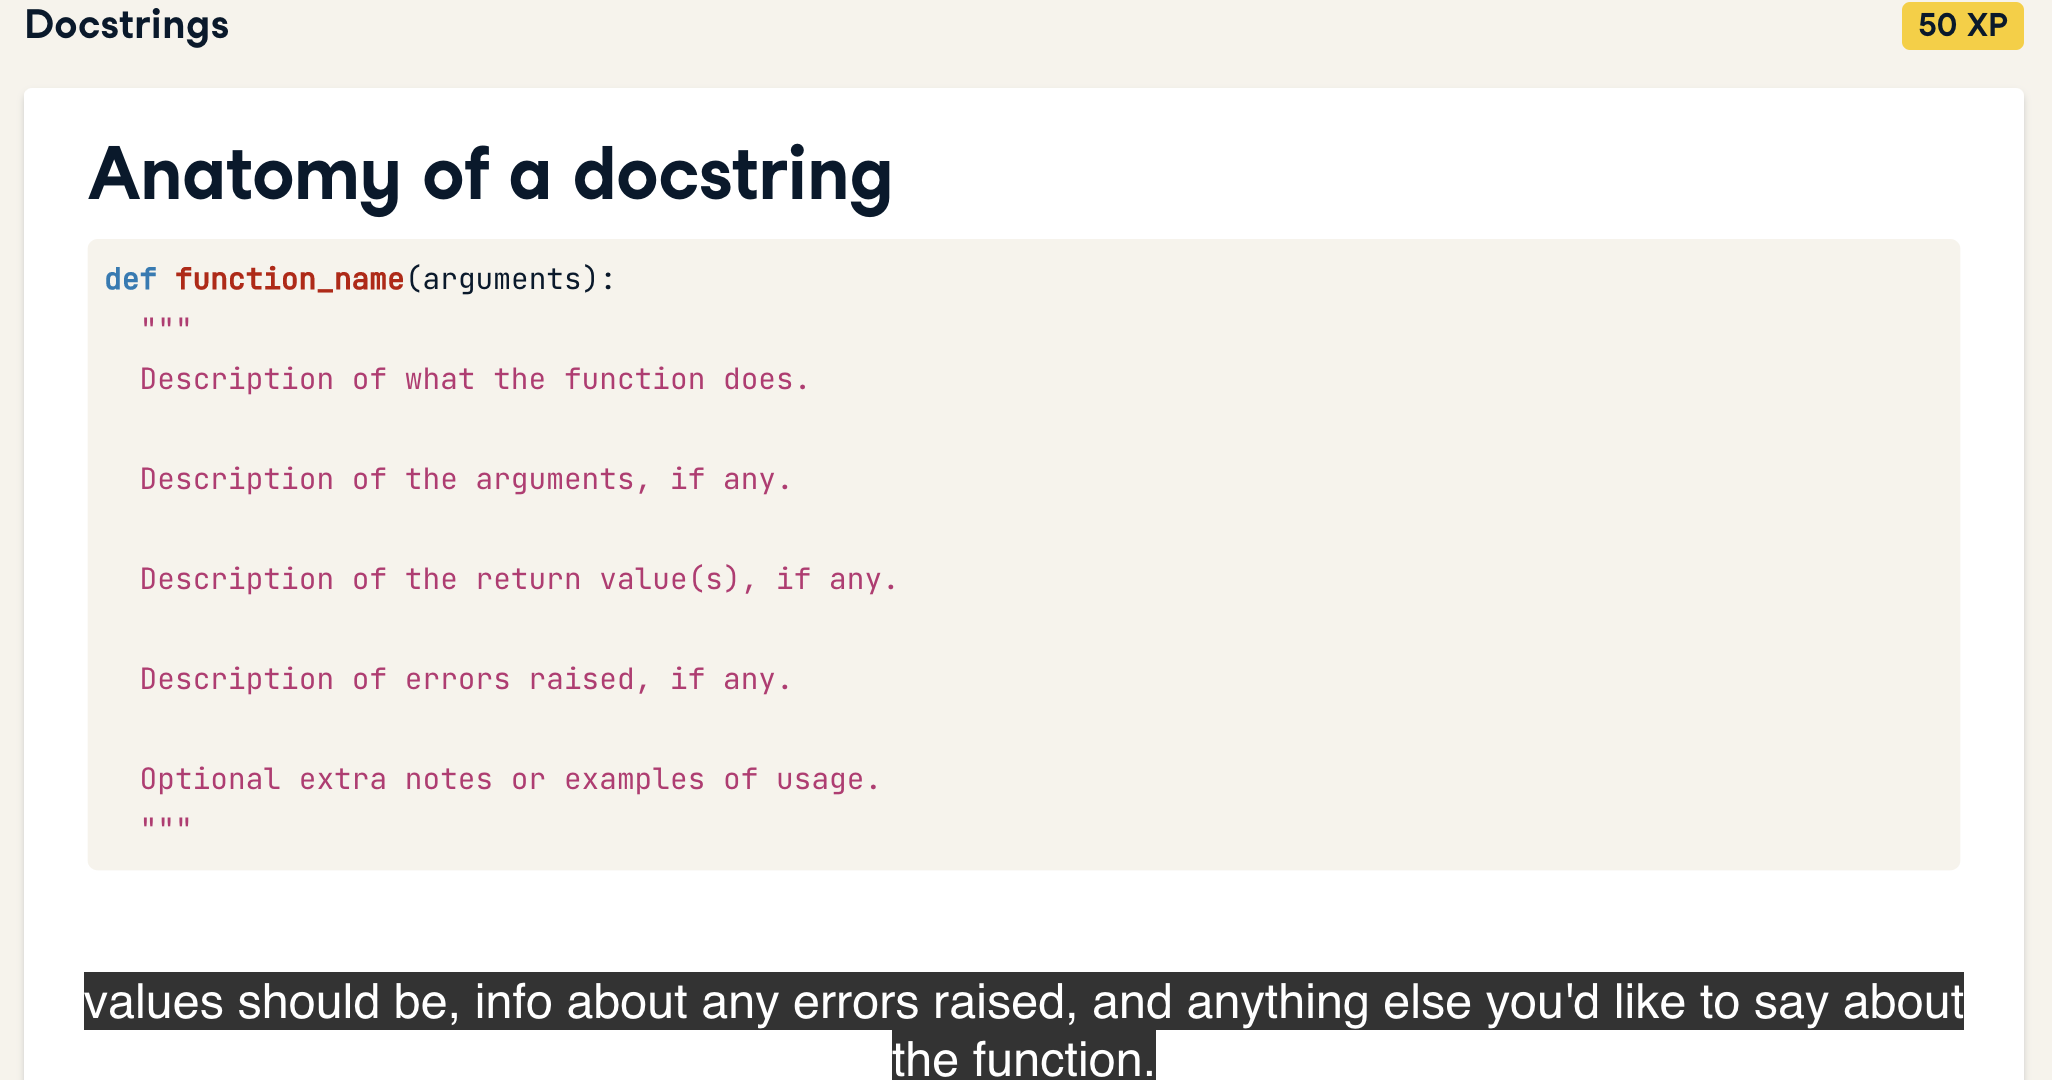 Docstrings
50 XP
Anatomy of a docstring
def function_name(arguments):
"""
Description of what the function does.
Description of the arguments, if any.
Description of the return value(s), if any.
Description of errors raised, if any.
Optional extra notes or examples of usage.
"""
values should be, info about any errors raised, and anything else you'd like to say about
the function.